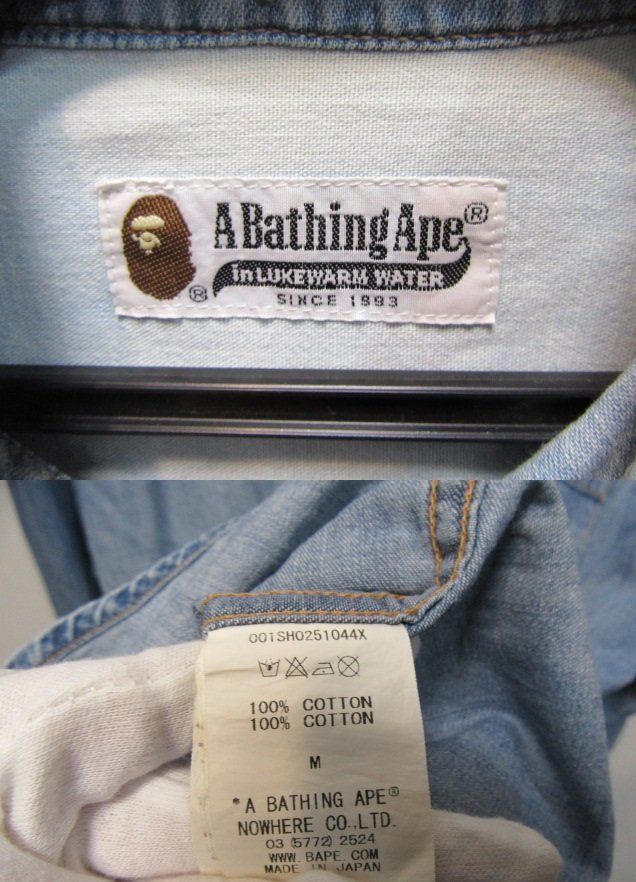 A Bathing Ape®
in LUKEWARM WATER
®
SINCE 1993
001SH0251044X
100% COTTON
100% COTTON
M
*A BATHING APE®
NOWHERE CO.,LTD.
03 (5772) 2524
WWW. BAPE. COM
MADE IN JAPAN